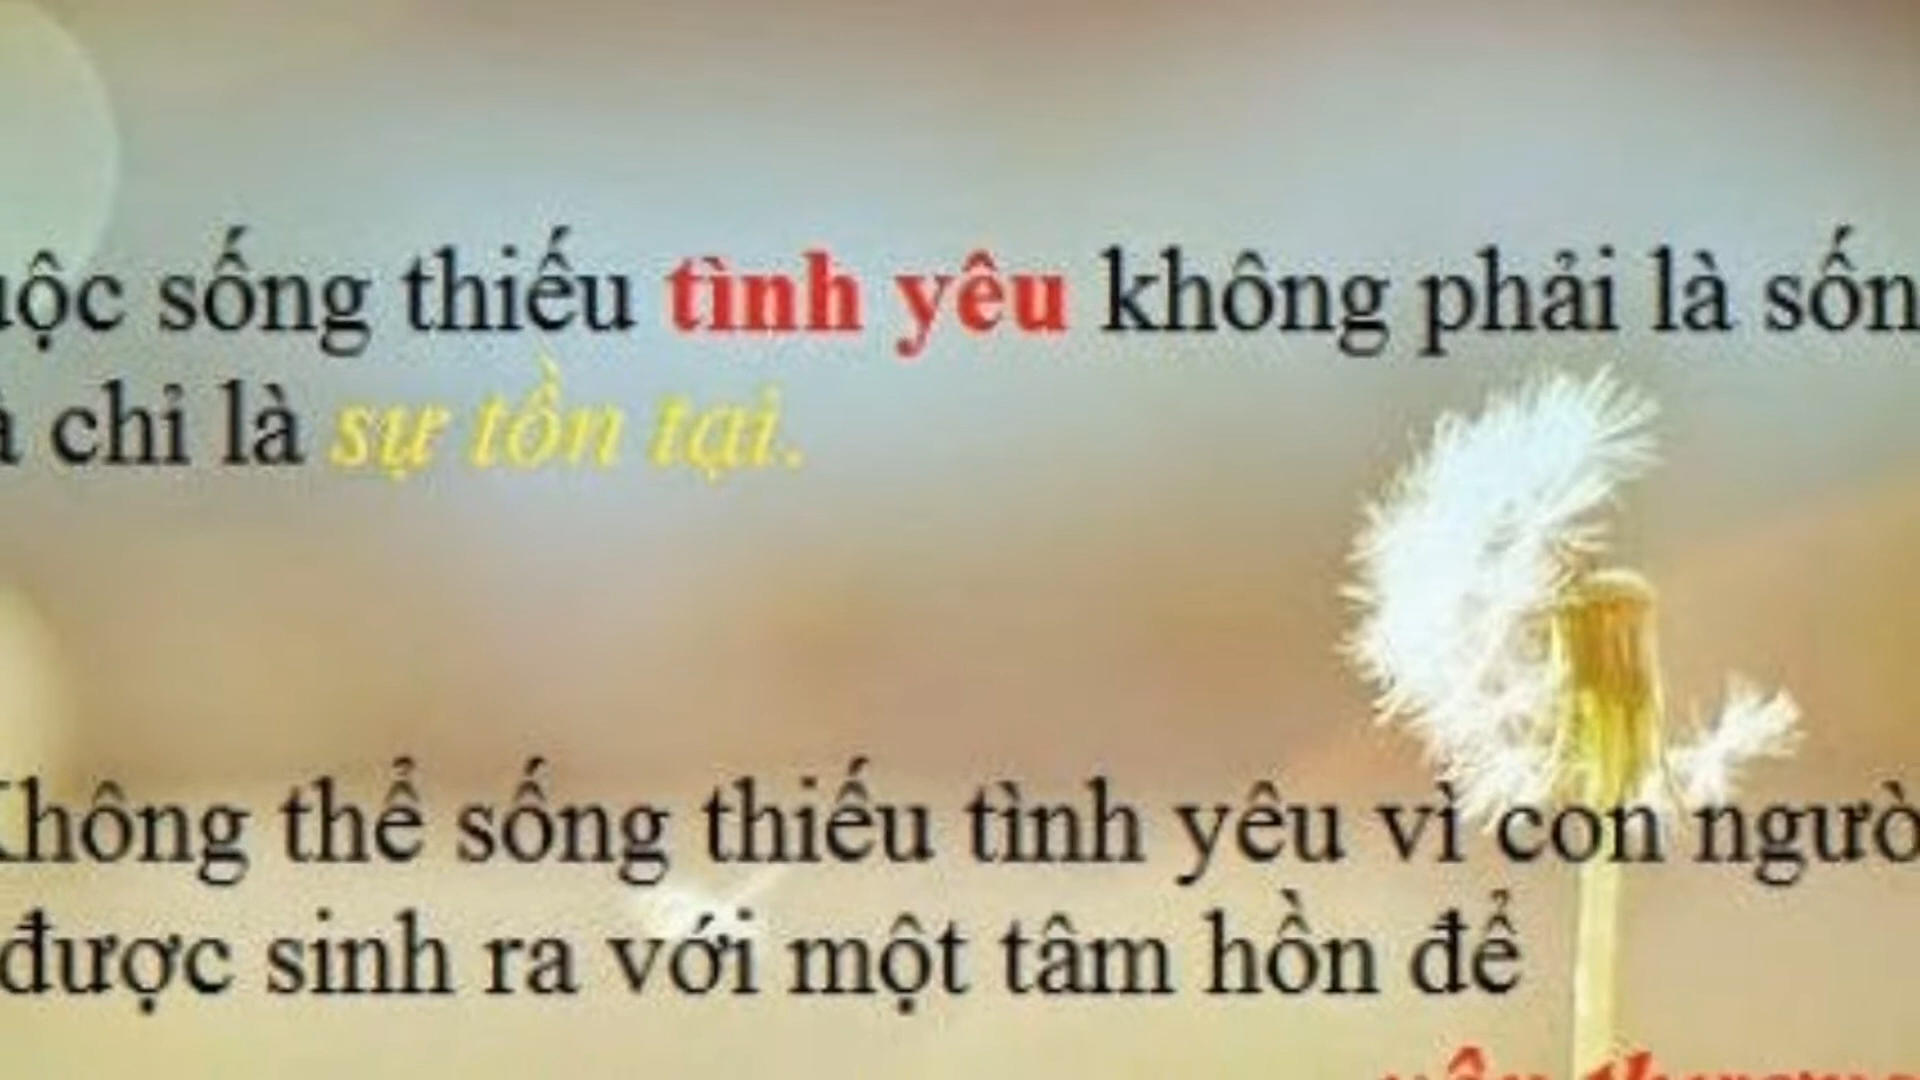 uộc sống thiếu tình yêu không phải là sốn
à chỉ là sự tồn tại.
Không thể sống thiếu tình yêu vì con ngườ
được sinh ra với một tâm hồn để